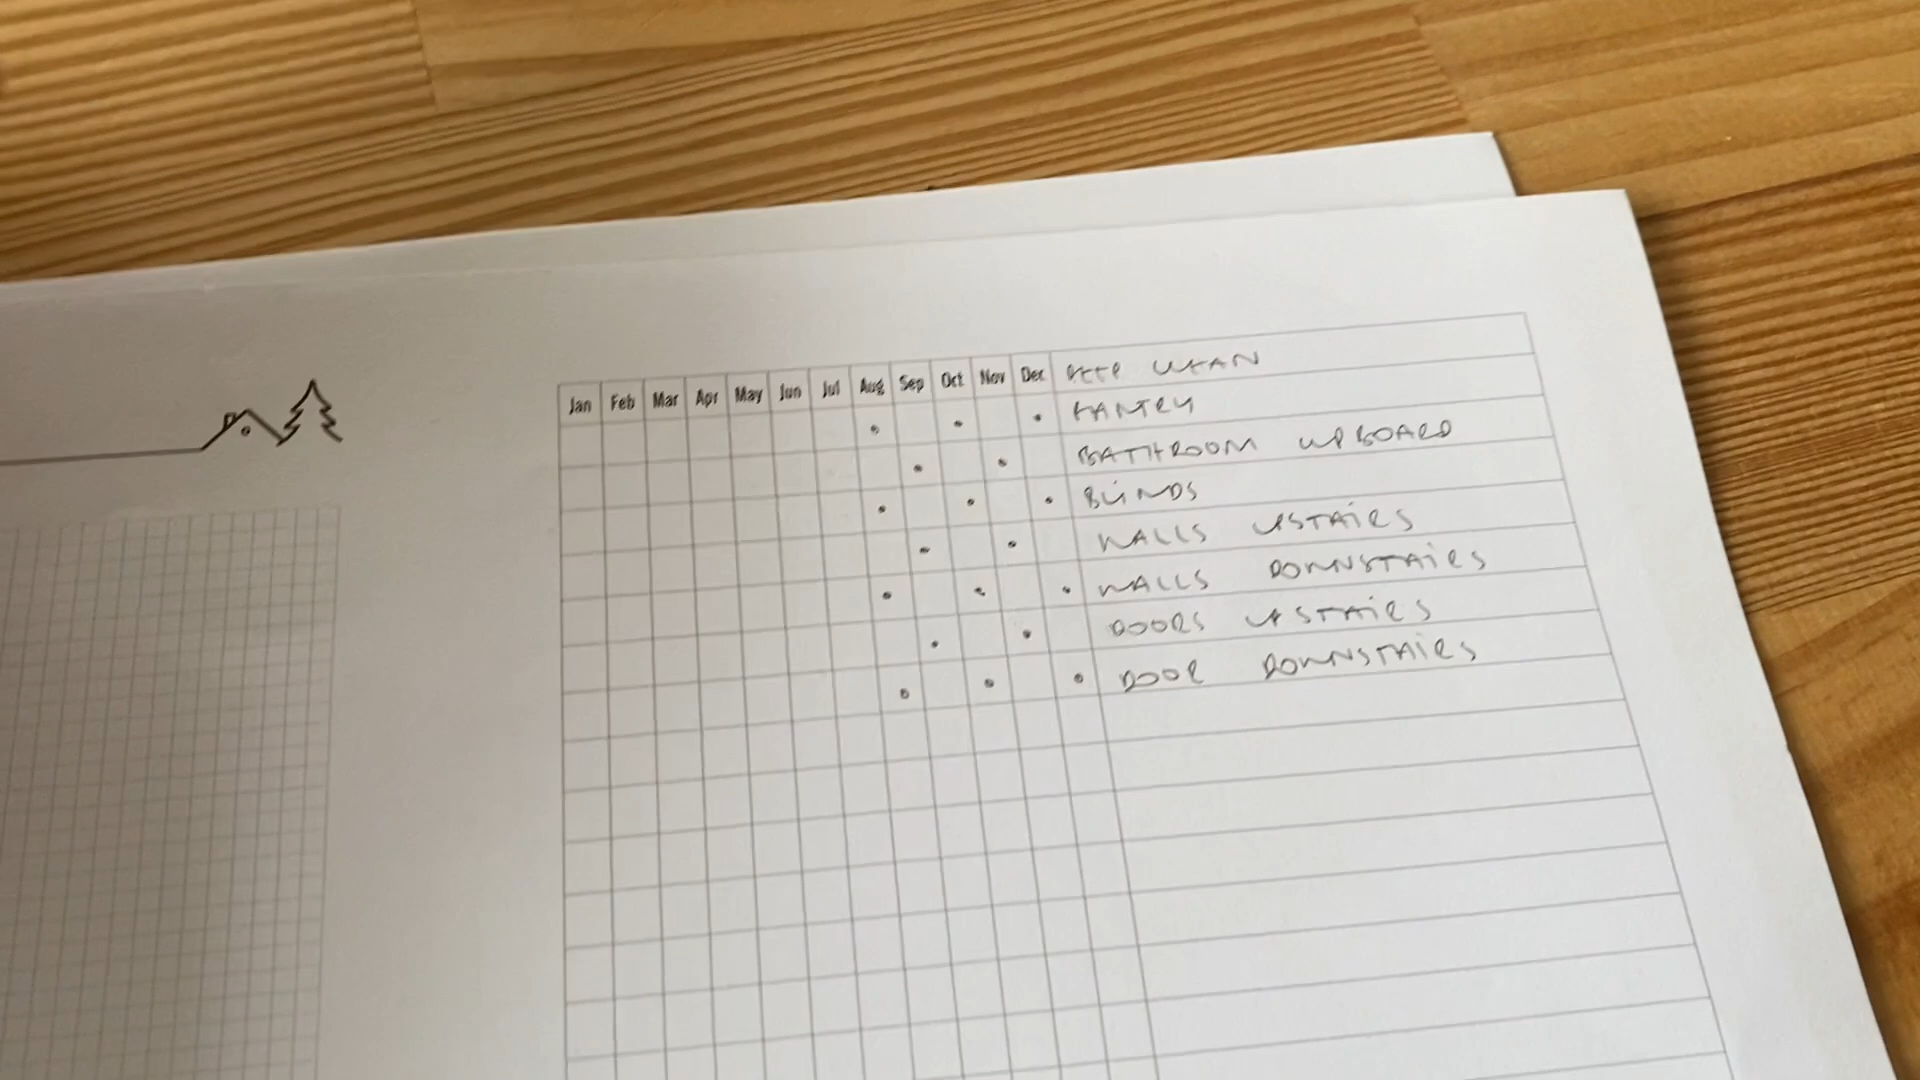 Jan Feb Mar Apr May Jun Jul Aug Sep Oct Nov Dec DEEP CLEAN
PANTRY
BATHROOM CUPBOARD
BLINDS
WALLS UPSTAIRS
WALLS DOWNSTAIRS
DOORS UPSTAIRS
DOOR DOWNSTAIRS